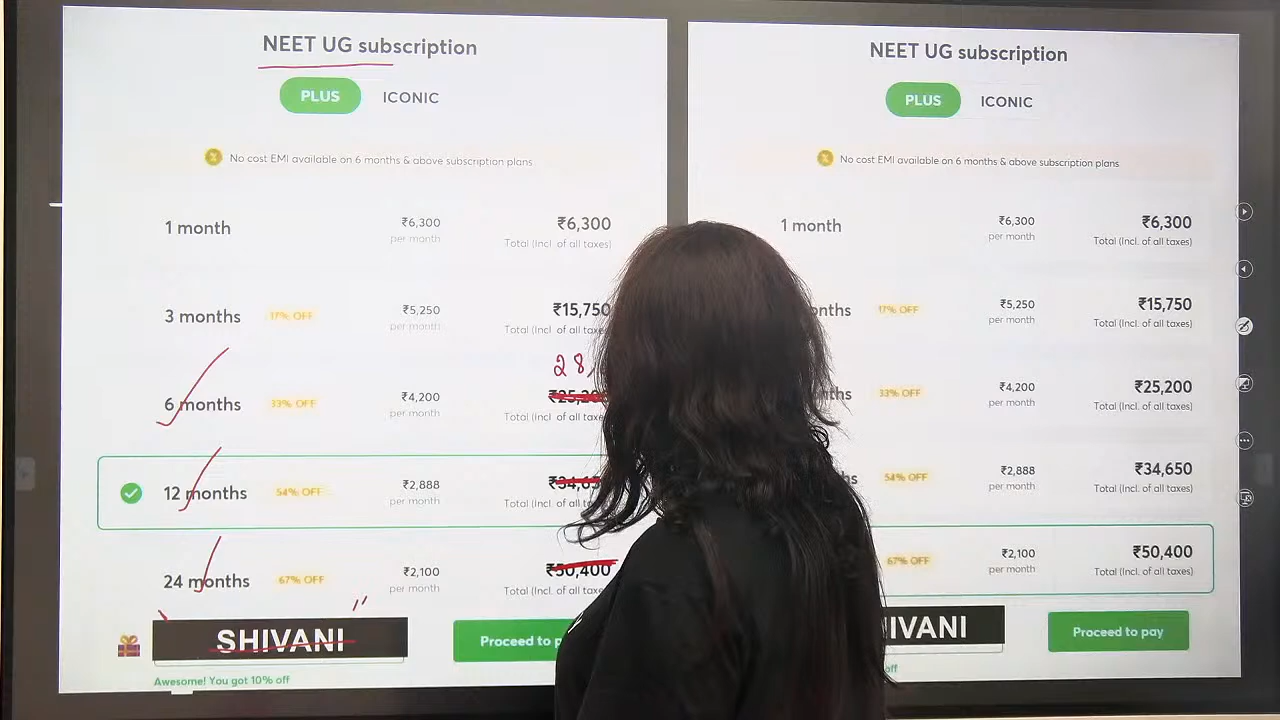 NEET UG subscription
PLUS ICONIC
No cost EMI available on 6 months & above subscription plans
1 month ₹6,300 ₹6,300
per month Total (Incl. of all taxes)
3 months 17% OFF ₹5,250 ₹15,750
per month Total (Incl. of all taxes)
28,
6 months 33% OFF ₹4,200 ₹25,20
per month Total (Incl. of all
12 months 54% OFF ₹2,888 ₹34,65
per month Total (Incl. of all
24 months 67% OFF ₹2,100 ₹50,400
per month Total (Incl. of
" SHIVANI "
Proceed to p
Awesome! You got 10% off
NEET UG subscription
PLUS ICONIC
No cost EMI available on 6 months & above subscription plans
1 month ₹6,300 ₹6,300
per month Total (Incl. of all taxes)
onths 17% OFF ₹5,250 ₹15,750
per month Total (Incl. of all taxes)
ths 33% OFF ₹4,200 ₹25,200
per month Total (Incl. of all taxes)
s 54% OFF ₹2,888 ₹34,650
per month Total (Incl. of all taxes)
67% OFF ₹2,100 ₹50,400
per month Total (Incl. of all taxes)
IVANI
Proceed to pay
off